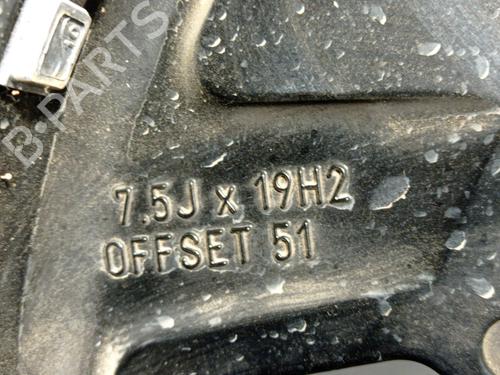 B-PARTS
7.5J x 19H2
OFFSET 51